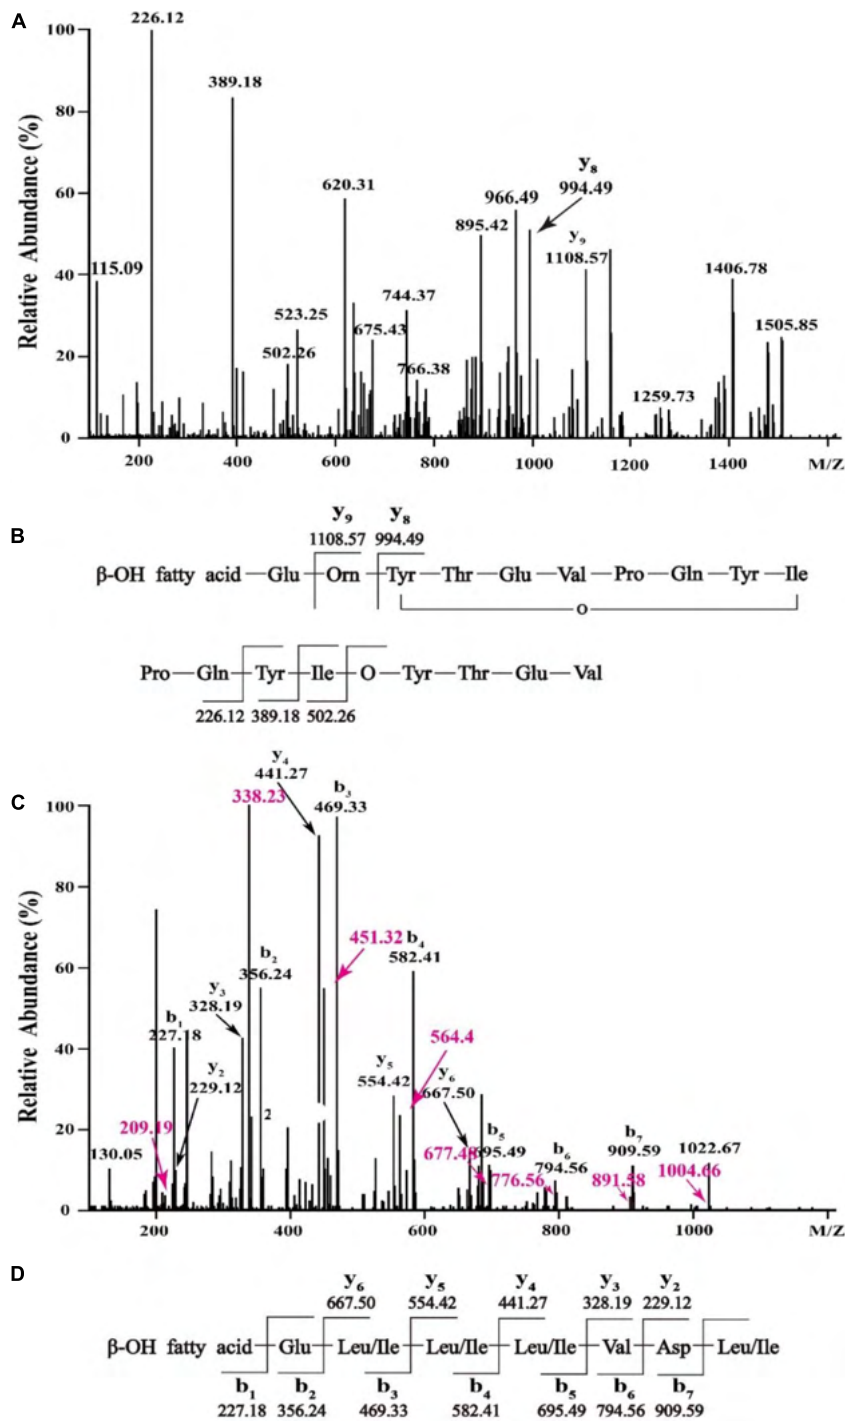 A
226.12
100
389.18
80
y8
994.49
620.31
966.49
60
895.42
y9
1108.57
Relative Abundance (%)
115.09
1406.78
40
744.37
523.25
1505.85
675.43
502.26
766.38
20
1259.73
0
200 400 600 800 1000 1200 1400 M/Z
B
y9 y8
1108.57 994.49
β-OH fatty acid Glu Orn Tyr Thr Glu Val Pro Gln Tyr Ile
O
Pro Gln Tyr Ile O Tyr Thr Glu Val
226.12 389.18 502.26
y4
441.27
C
338.23
b3
469.33
100
80
451.32
b4
582.41
b2
356.24
60
y3
328.19
Relative Abundance (%)
b1
227.18
564.4
40
y5
554.42
y2
229.12
y6
667.50
2
209.19
20
130.05
677.48
b5
695.49
b6
794.56
b7
909.59
1022.67
776.56
891.58
1004.66
0
200 400 600 800 1000 M/Z
D
y6 y5 y4 y3 y2
667.50 554.42 441.27 328.19 229.12
β-OH fatty acid Glu Leu/Ile Leu/Ile Leu/Ile Val Asp Leu/Ile
b1 b2 b3 b4 b5 b6 b7
227.18 356.24 469.33 582.41 695.49 794.56 909.59